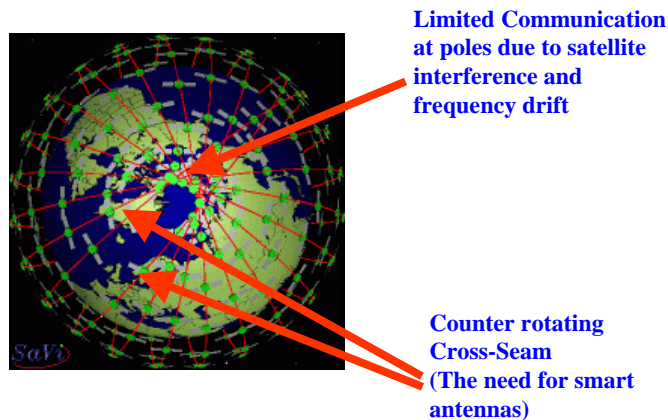 Limited Communication
at poles due to satellite
interference and
frequency drift
SaVi
Counter rotating
Cross-Seam
(The need for smart
antennas)